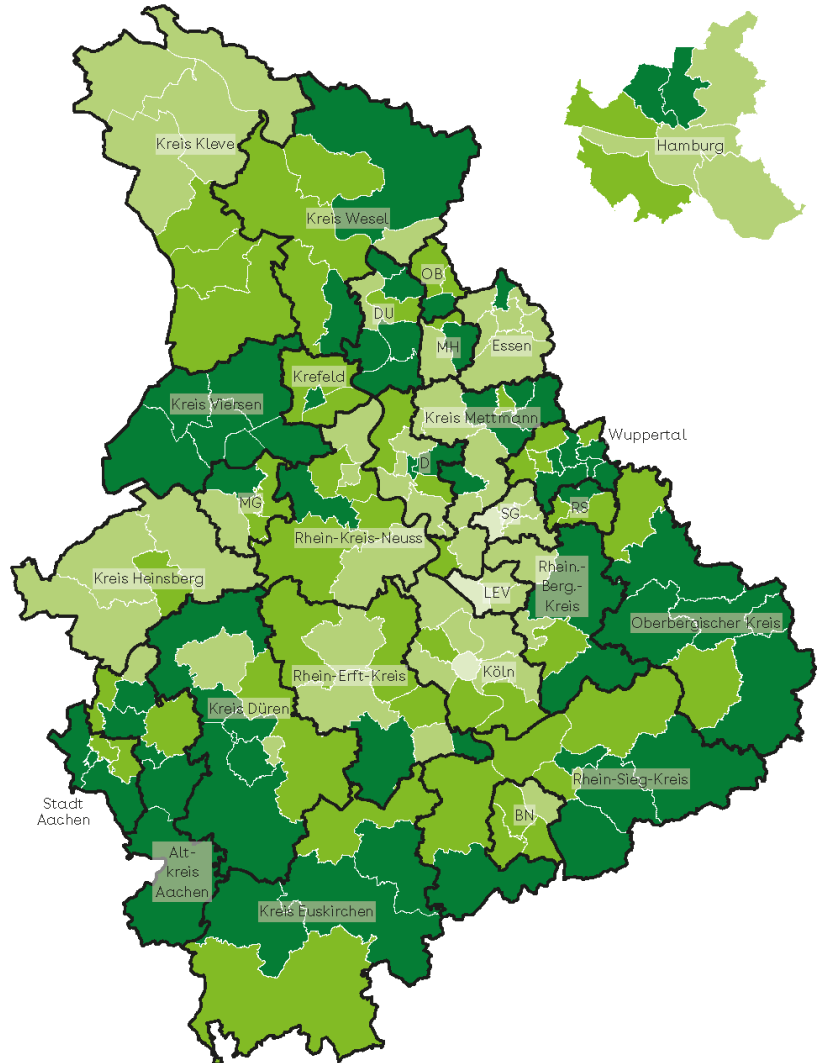 Kreis Kleve
Hamburg
Kreis Wesel
OB
DU
MH
Essen
Krefeld
Kreis Viersen
Kreis Mettmann
Wuppertal
D
MG
SG
RS
Rhein-Kreis-Neuss
Kreis Heinsberg
Rhein.-
Berg.-
Kreis
LEV
Oberbergischer Kreis
Rhein-Erft-Kreis
Köln
Kreis Düren
Rhein-Sieg-Kreis
Stadt
Aachen
BN
Alt-
kreis
Aachen
Kreis Euskirchen